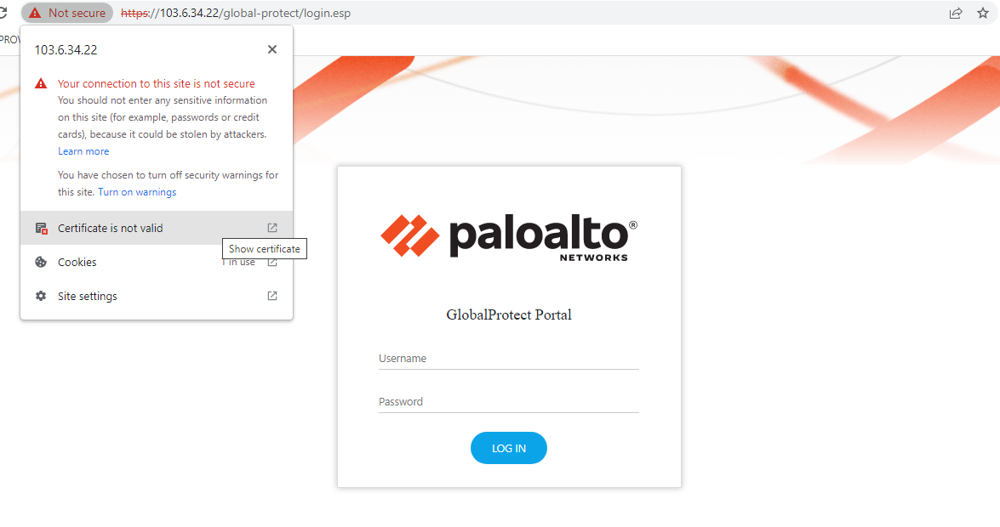 Not secure https://103.6.34.22/global-protect/login.esp
103.6.34.22
Your connection to this site is not secure
You should not enter any sensitive information
on this site (for example, passwords or credit
cards), because it could be stolen by attackers.
Learn more
You have chosen to turn off security warnings for
this site. Turn on warnings
Certificate is not valid
Show certificate
Cookies
1 in use
Site settings
paloalto®
NETWORKS
GlobalProtect Portal
Username
Password
LOG IN